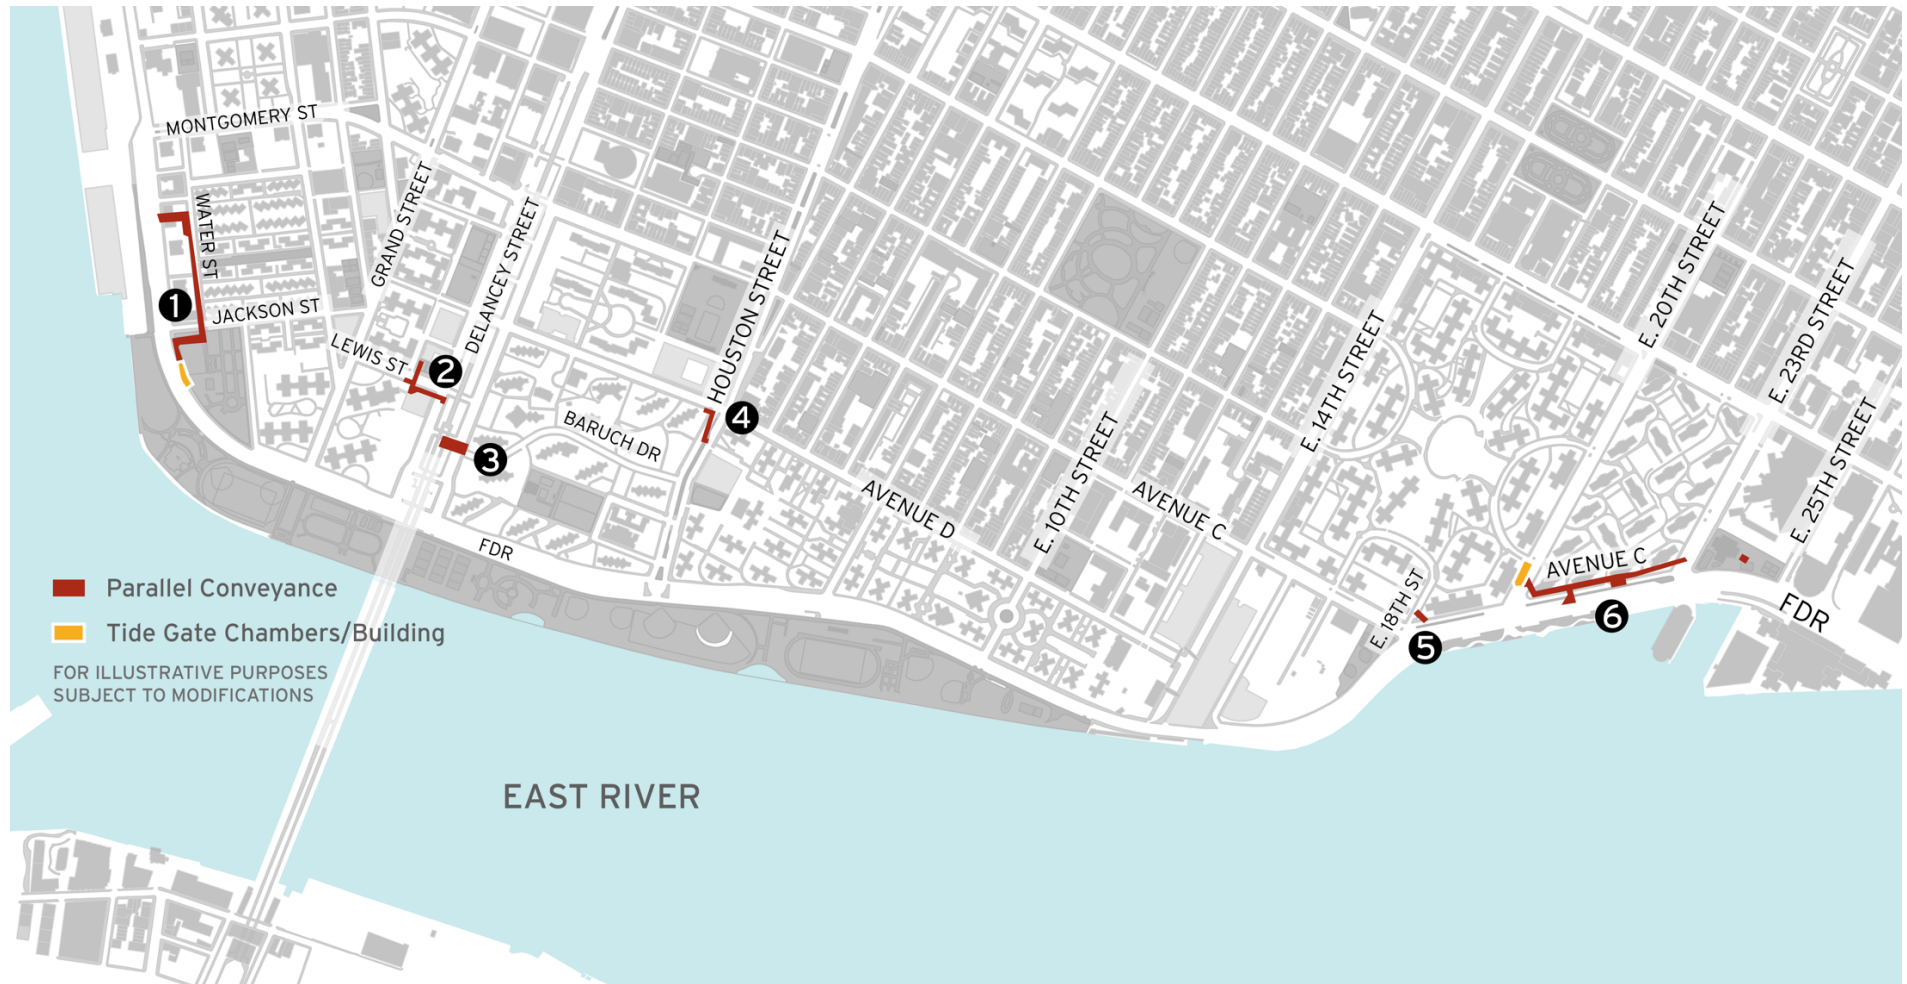 MONTGOMERY ST
WATER ST
JACKSON ST
GRAND STREET
DELANCEY STREET
LEWIS ST
HOUSTON STREET
BARUCH DR
AVENUE D
E. 10TH STREET
AVENUE C
E. 14TH STREET
E. 18TH ST
E. 20TH STREET
E. 23RD STREET
E. 25TH STREET
AVENUE C
FDR
FDR
1
2
3
4
5
6
Parallel Conveyance
Tide Gate Chambers/Building
FOR ILLUSTRATIVE PURPOSES
SUBJECT TO MODIFICATIONS
EAST RIVER